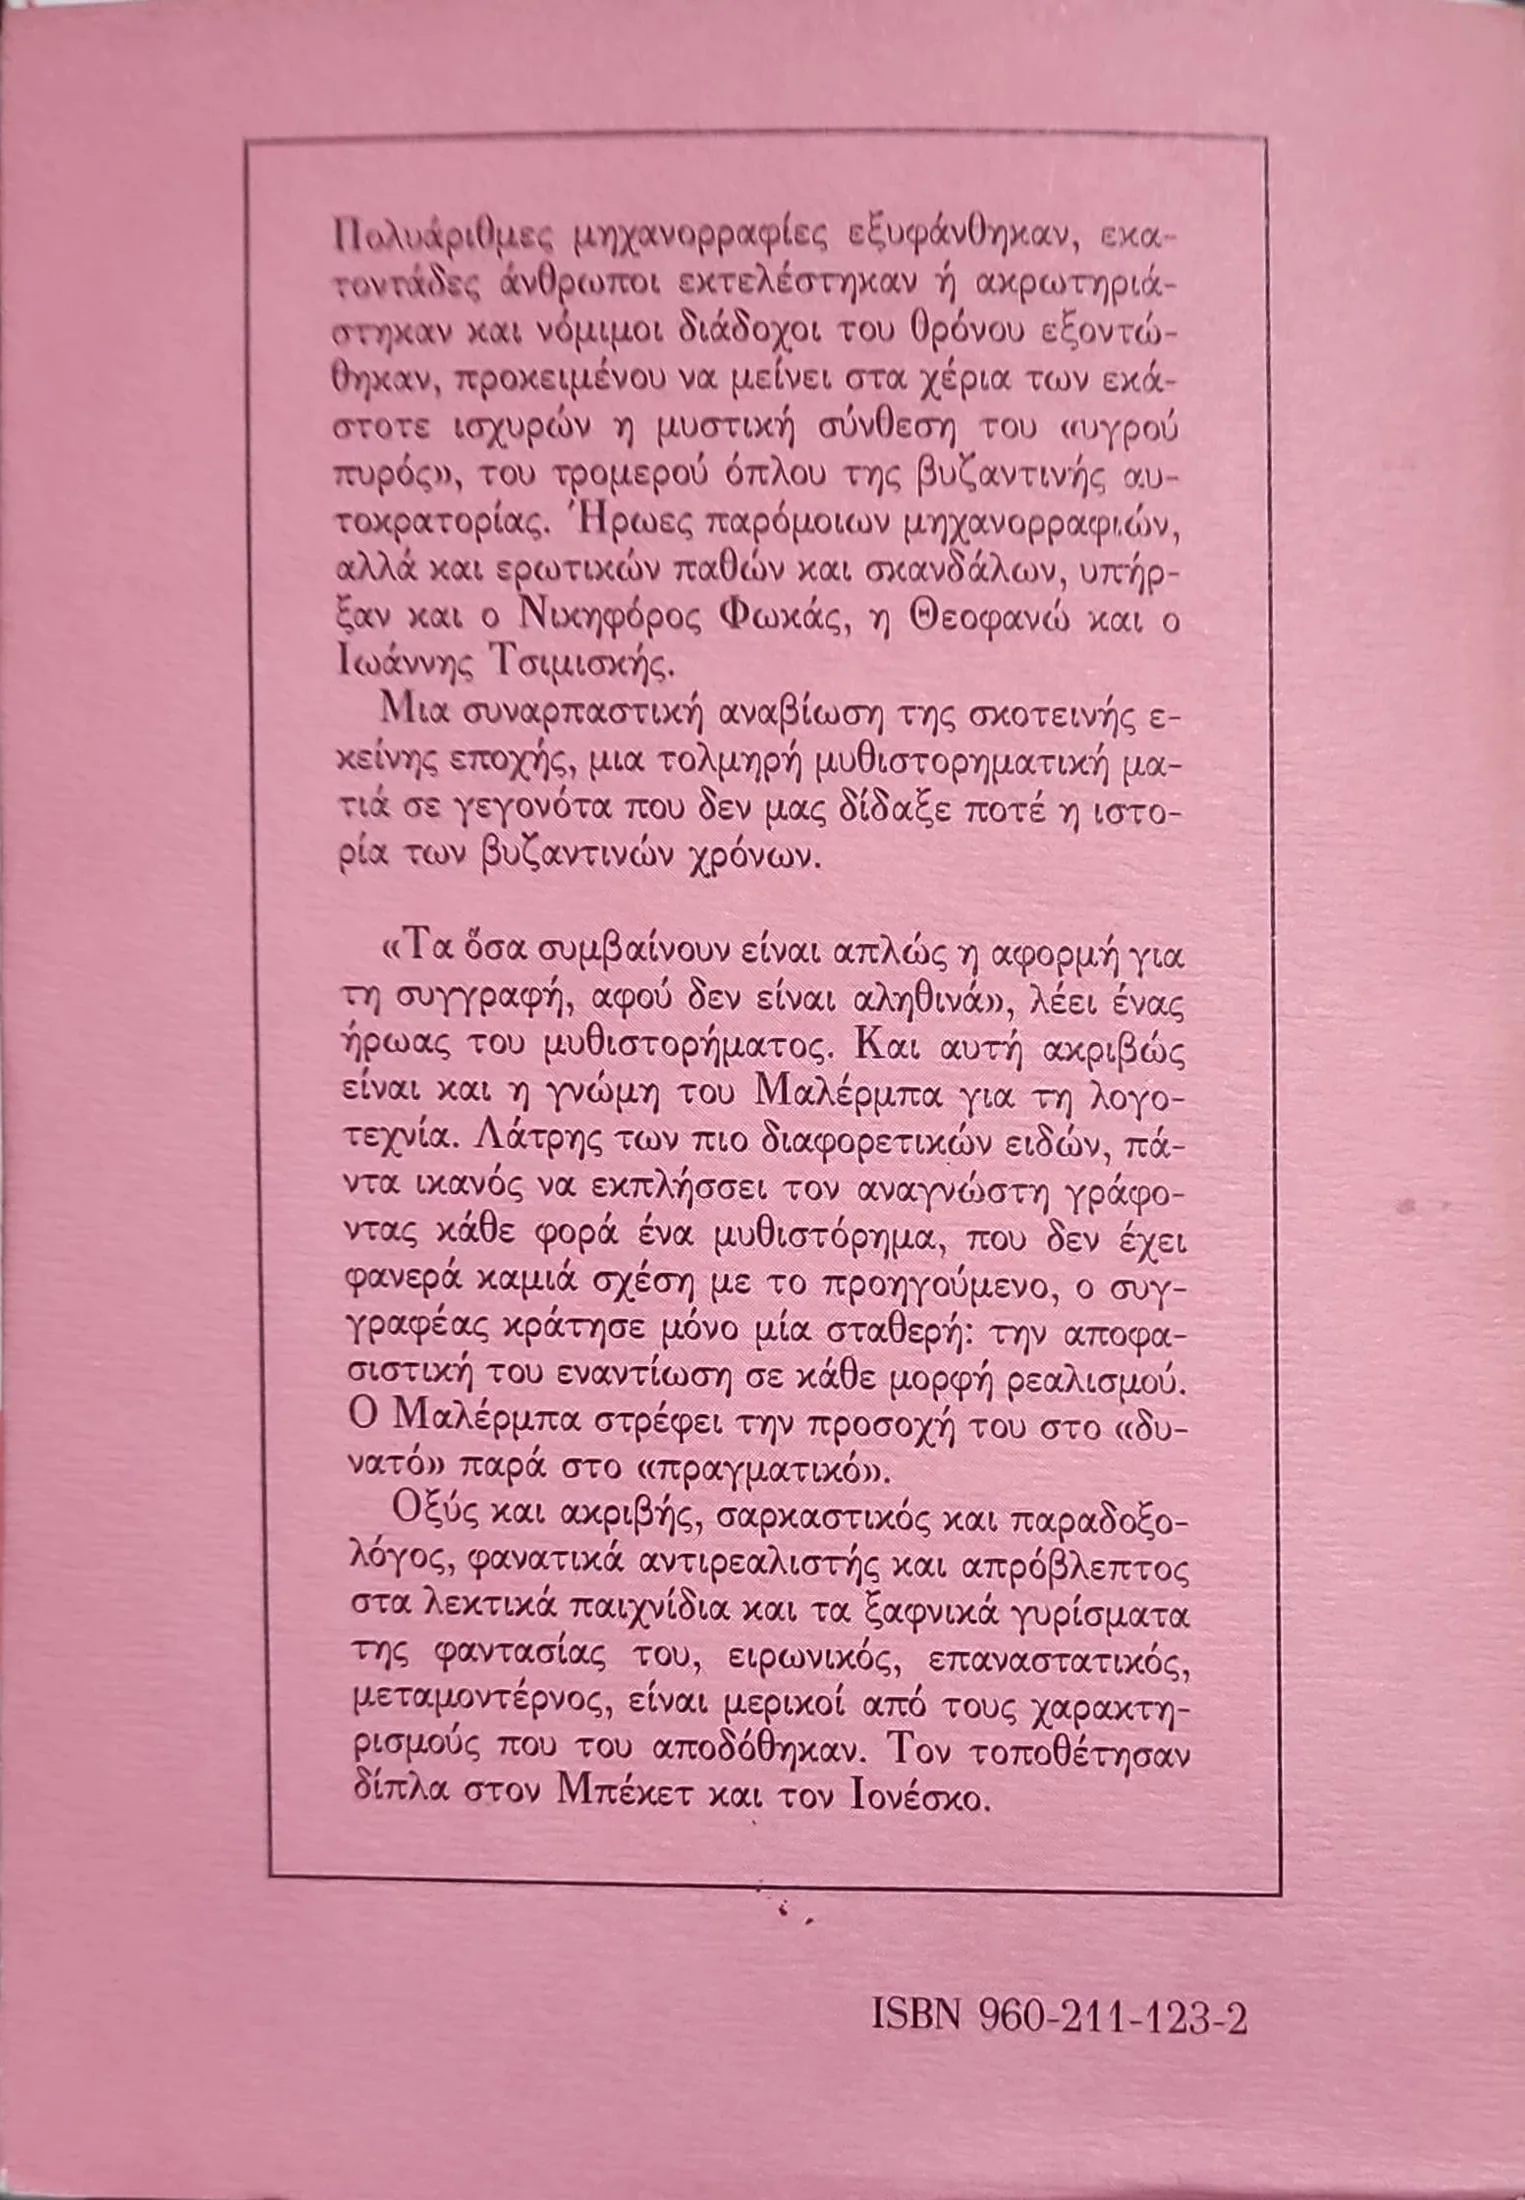 Πολυάριθμες μηχανορραφίες εξυφάνθηκαν, εκα-
τοντάδες άνθρωποι εκτελέστηκαν ή ακρωτηριά-
στηκαν και νόμιμοι διάδοχοι του θρόνου εξοντώ-
θηκαν, προκειμένου να μείνει στα χέρια των εκά-
στοτε ισχυρών η μυστική σύνθεση του «υγρού
πυρός», του τρομερού όπλου της βυζαντινής αυ-
τοκρατορίας. Ήρωες παρόμοιων μηχανορραφιών,
αλλά και ερωτικών παθών και σκανδάλων, υπήρ-
ξαν και ο Νικηφόρος Φωκάς, η Θεοφανώ και ο
Ιωάννης Τσιμισκής.
Μια συναρπαστική αναβίωση της σκοτεινής ε-
κείνης εποχής, μια τολμηρή μυθιστορηματική μα-
τιά σε γεγονότα που δεν μας δίδαξε ποτέ η ιστο-
ρία των βυζαντινών χρόνων.
«Τα ὅσα συμβαίνουν είναι απλώς η αφορμή για
τη συγγραφή, αφού δεν είναι αληθινά», λέει ένας
ήρωας του μυθιστορήματος. Και αυτή ακριβώς
είναι και η γνώμη του Μαλέρμπα για τη λογο-
τεχνία. Λάτρης των πιο διαφορετικών ειδών, πά-
ντα ικανός να εκπλήσσει τον αναγνώστη γράφο-
ντας κάθε φορά ένα μυθιστόρημα, που δεν έχει
φανερά καμιά σχέση με το προηγούμενο, ο συγ-
γραφέας κράτησε μόνο μία σταθερή: την αποφα-
σιστική του εναντίωση σε κάθε μορφή ρεαλισμού.
Ο Μαλέρμπα στρέφει την προσοχή του στο «δυ-
νατό» παρά στο «πραγματικό».
Οξύς και ακριβής, σαρκαστικός και παραδοξο-
λόγος, φανατικά αντιρεαλιστής και απρόβλεπτος
στα λεκτικά παιχνίδια και τα ξαφνικά γυρίσματα
της φαντασίας του, ειρωνικός, επαναστατικός,
μεταμοντέρνος, είναι μερικοί από τους χαρακτη-
ρισμούς που του αποδόθηκαν. Τον τοποθέτησαν
δίπλα στον Μπέκετ και τον Ιονέσκο.
ISBN 960-211-123-2